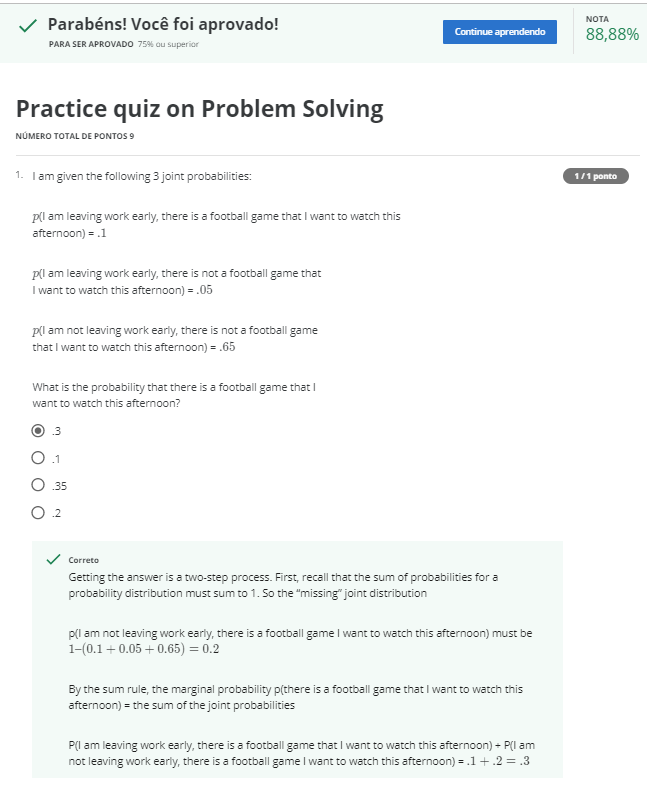 Parabéns! Você foi aprovado!
PARA SER APROVADO 75% ou superior
Continue aprendendo
NOTA
88,88%
Practice quiz on Problem Solving
NÚMERO TOTAL DE PONTOS 9
1. I am given the following 3 joint probabilities:
1 / 1 ponto
p(I am leaving work early, there is a football game that I want to watch this
afternoon) = .1
p(I am leaving work early, there is not a football game that
I want to watch this afternoon) = .05
p(I am not leaving work early, there is not a football game
that I want to watch this afternoon) = .65
What is the probability that there is a football game that I
want to watch this afternoon?
.3
.1
.35
.2
Correto
Getting the answer is a two-step process. First, recall that the sum of probabilities for a
probability distribution must sum to 1. So the “missing” joint distribution
p(I am not leaving work early, there is a football game I want to watch this afternoon) must be
1–(0.1 + 0.05 + 0.65) = 0.2
By the sum rule, the marginal probability p(there is a football game that I want to watch this
afternoon) = the sum of the joint probabilities
P(I am leaving work early, there is a football game that I want to watch this afternoon) + P(I am
not leaving work early, there is a football game I want to watch this afternoon) = .1 + .2 = .3